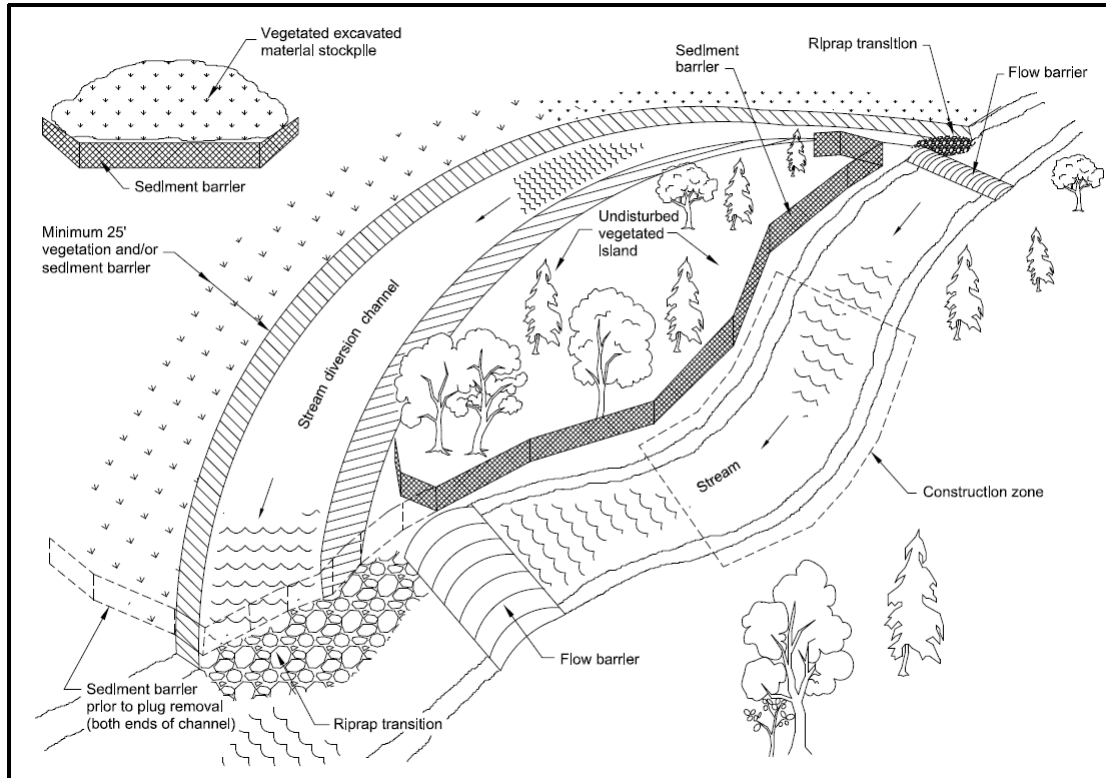 Vegetated excavated
material stockpile
Sediment barrier
Sediment
barrier
Riprap transition
Flow barrier
Undisturbed
vegetated
island
Minimum 25'
vegetation and/or
sediment barrier
Stream diversion channel
Stream
Construction zone
Flow barrier
Sediment barrier
prior to plug removal
(both ends of channel)
Riprap transition